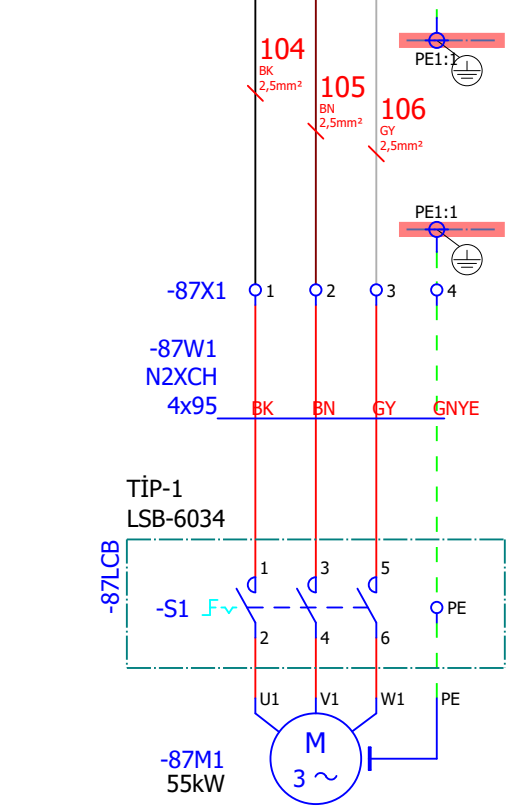 104
BK
2,5mm²
105
BN
2,5mm²
106
GY
2,5mm²
PE1:1
PE1:1
-87X1
1
2
3
4
-87W1
N2XCH
4x95
BK
BN
GY
GNYE
TİP-1
LSB-6034
-87LCB
1
3
5
-S1
PE
2
4
6
U1
V1
W1
PE
-87M1
55kW
M
3 ~